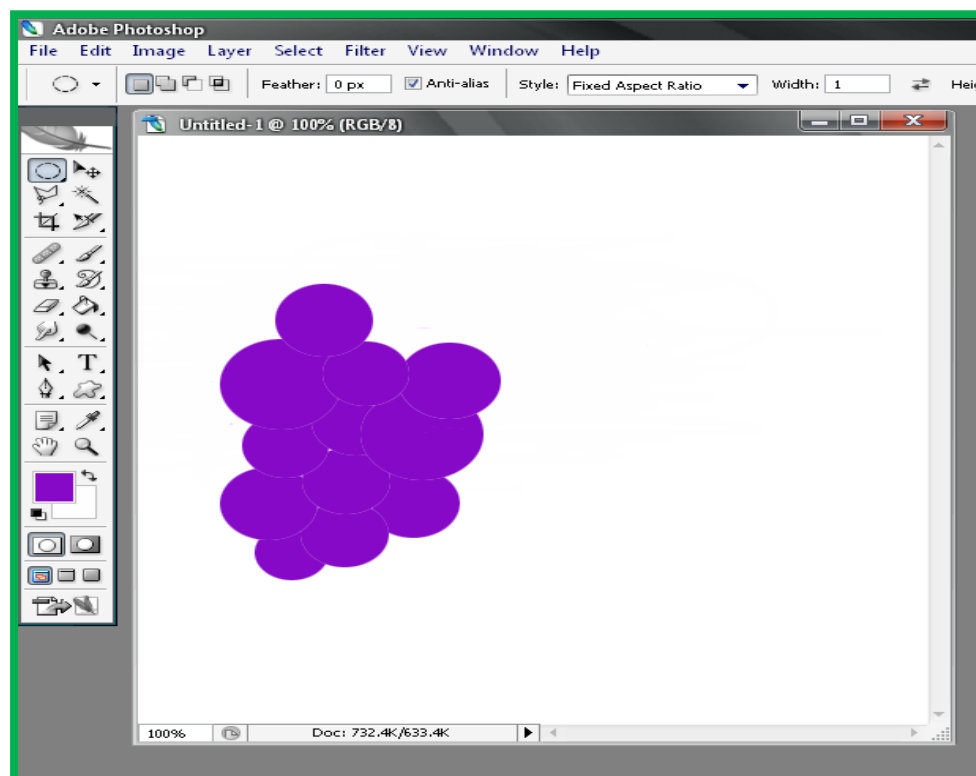 Adobe Photoshop
File Edit Image Layer Select Filter View Window Help
Feather: 0 px Anti-alias Style: Fixed Aspect Ratio Width: 1 Hei
Untitled-1 @ 100% (RGB/8)
T
100% Doc: 732.4K/633.4K